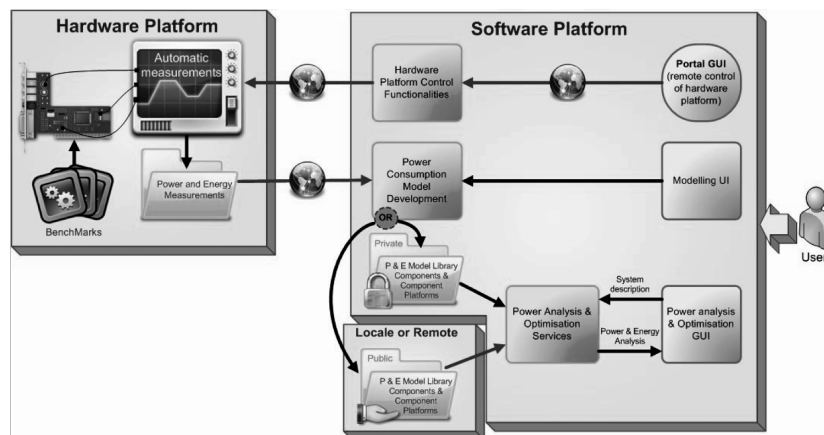 Hardware Platform
Automatic
measurements
Power and Energy
Measurements
BenchMarks
Software Platform
Hardware
Platform Control
Functionalities
Portal GUI
(remote control
of hardware
platform)
Power
Consumption
Model
Development
Modelling UI
OR
Private
P & E Model Library
Components &
Component
Platforms
Locale or Remote
Public
P & E Model Library
Components &
Component
Platforms
Power Analysis &
Optimisation
Services
System
description
Power & Energy
Analysis
Power analysis
& Optimisation
GUI
User